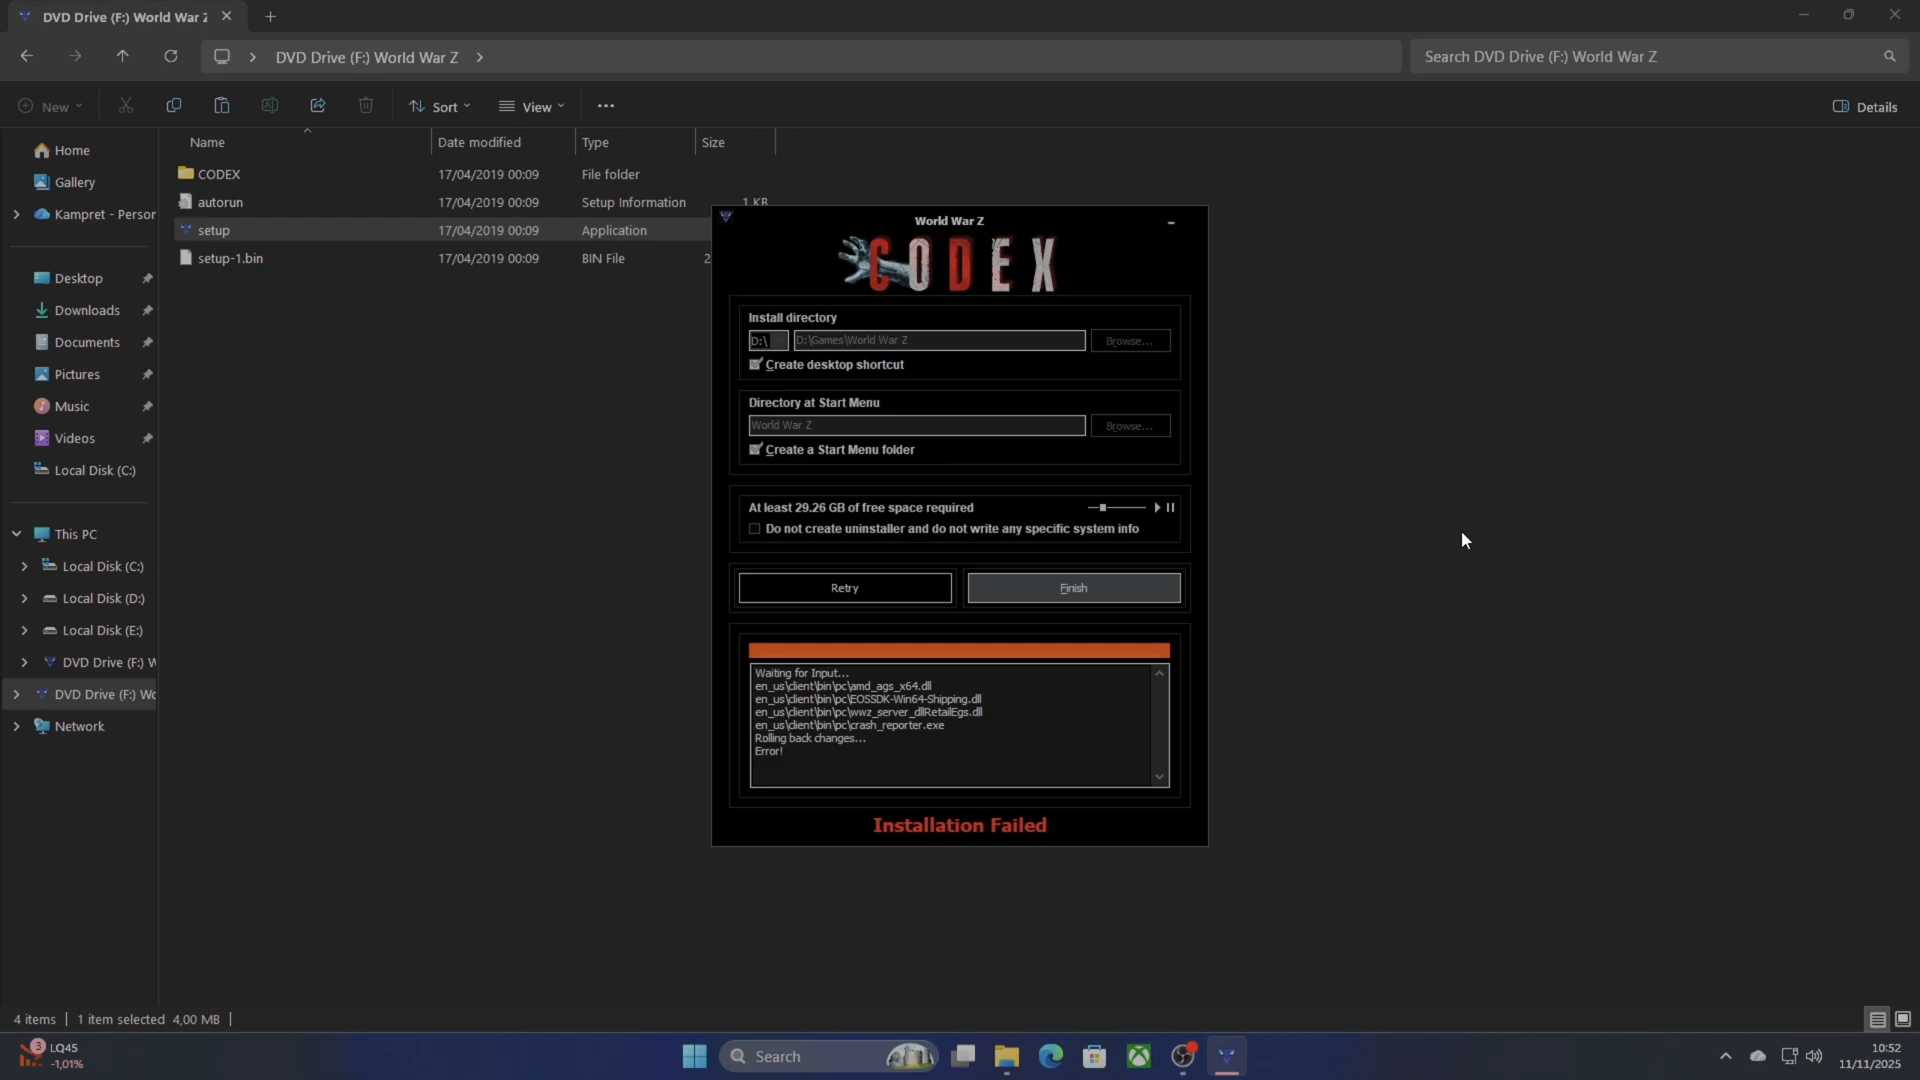 DVD Drive (F:) World War Z
DVD Drive (F:) World War Z
Search DVD Drive (F:) World War Z
New
Sort
View
Details
Name
Date modified
Type
Size
Home
Gallery
Kampret - Person
Desktop
Downloads
Documents
Pictures
Music
Videos
Local Disk (C:)
This PC
Local Disk (C:)
Local Disk (D:)
Local Disk (E:)
DVD Drive (F:) W
DVD Drive (F:) Wo
Network
CODEX 17/04/2019 00:09 File folder
autorun 17/04/2019 00:09 Setup Information 1 KB
setup 17/04/2019 00:09 Application
setup-1.bin 17/04/2019 00:09 BIN File 2
World War Z
CODEX
Install directory
D:\ D:\Games\World War Z Browse...
Create desktop shortcut
Directory at Start Menu
World War Z Browse...
Create a Start Menu folder
At least 29.26 GB of free space required
Do not create uninstaller and do not write any specific system info
Retry Finish
Waiting for Input...
en_us\client\bin\pc\amd_ags_x64.dll
en_us\client\bin\pc\EOSSDK-Win64-Shipping.dll
en_us\client\bin\pc\wwz_server_dllRetailEgs.dll
en_us\client\bin\pc\crash_reporter.exe
Rolling back changes...
Error!
Installation Failed
4 items 1 item selected 4,00 MB
3
LQ45
-1,01%
Search
10:52
11/11/2025